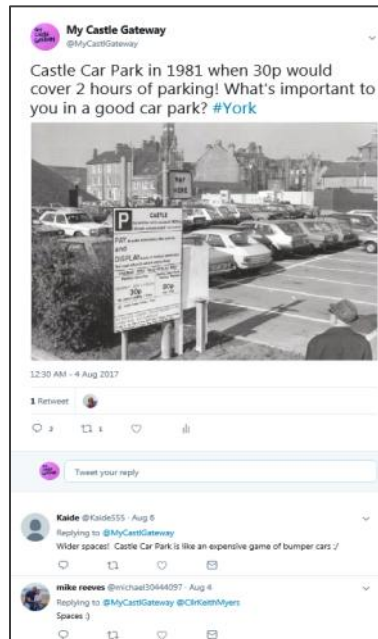 My Castle Gateway
@MyCastlGateway
Castle Car Park in 1981 when 30p would
cover 2 hours of parking! What's important to
you in a good car park? #York
PAY
HERE
P CASTLE
PAY
and
DISPLAY
30p
12:30 AM - 4 Aug 2017
1 Retweet
2 1
Tweet your reply
Kaide @Kaide555 · Aug 6
Replying to @MyCastlGateway
Wider spaces! Castle Car Park is like an expensive game of bumper cars :/
mike reeves @michael30444097 · Aug 4
Replying to @MyCastlGateway @CllrKeithMyers
Spaces :)